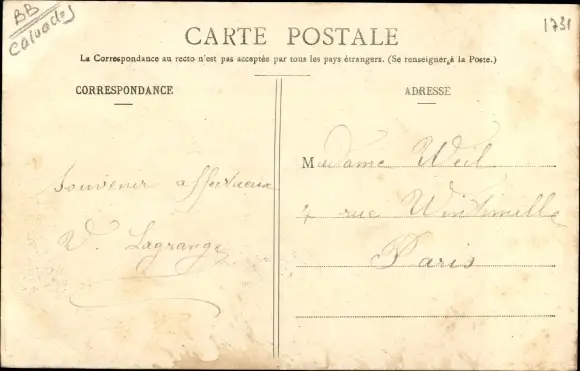 BB
Calvados
1731
CARTE POSTALE
La Correspondance au recto n'est pas acceptée par tous les pays étrangers. (Se renseigner à la Poste.)
CORRESPONDANCE
ADRESSE
Souvenir affectueux
V. Lagrange
Madame Weil
rue Vintimille
Paris